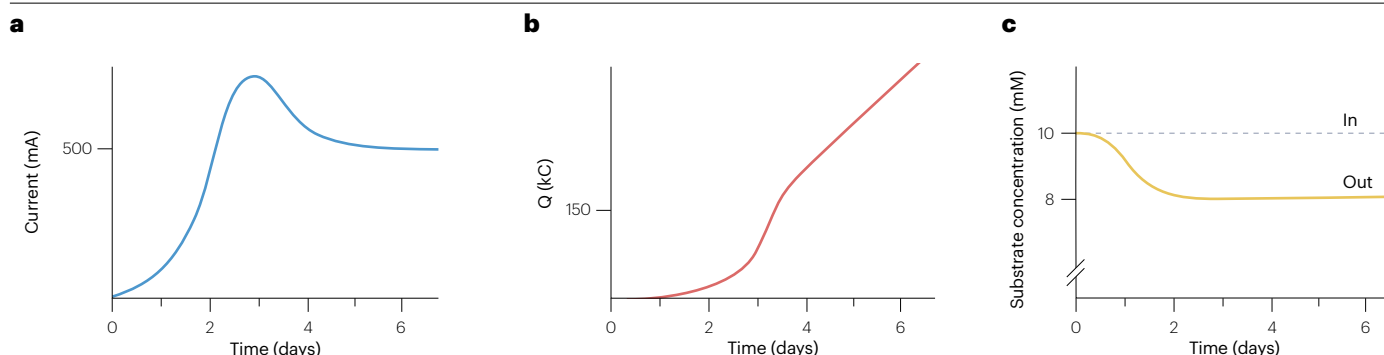 a
Current (mA)
500
0 2 4 6
Time (days)
b
Q (kC)
150
0 2 4 6
Time (days)
c
Substrate concentration (mM)
10
8
In
Out
0 2 4 6
Time (days)